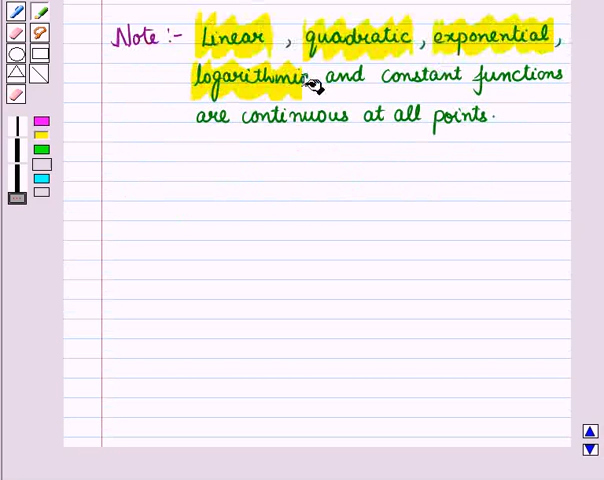 Note :- Linear , quadratic , exponential ,
logarithmic and constant functions
are continuous at all points.